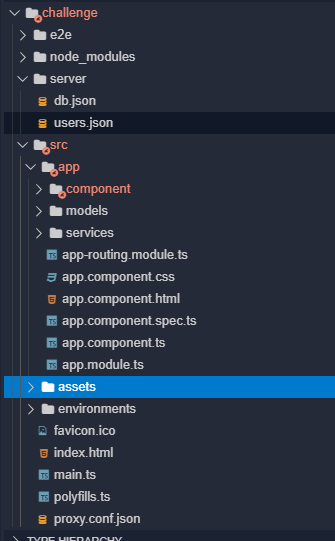 challenge
e2e
node_modules
server
db.json
users.json
src
app
component
models
services
TS app-routing.module.ts
app.component.css
app.component.html
TS app.component.spec.ts
TS app.component.ts
TS app.module.ts
assets
environments
favicon.ico
index.html
TS main.ts
TS polyfills.ts
proxy.conf.json
TYPE HIERARCHY